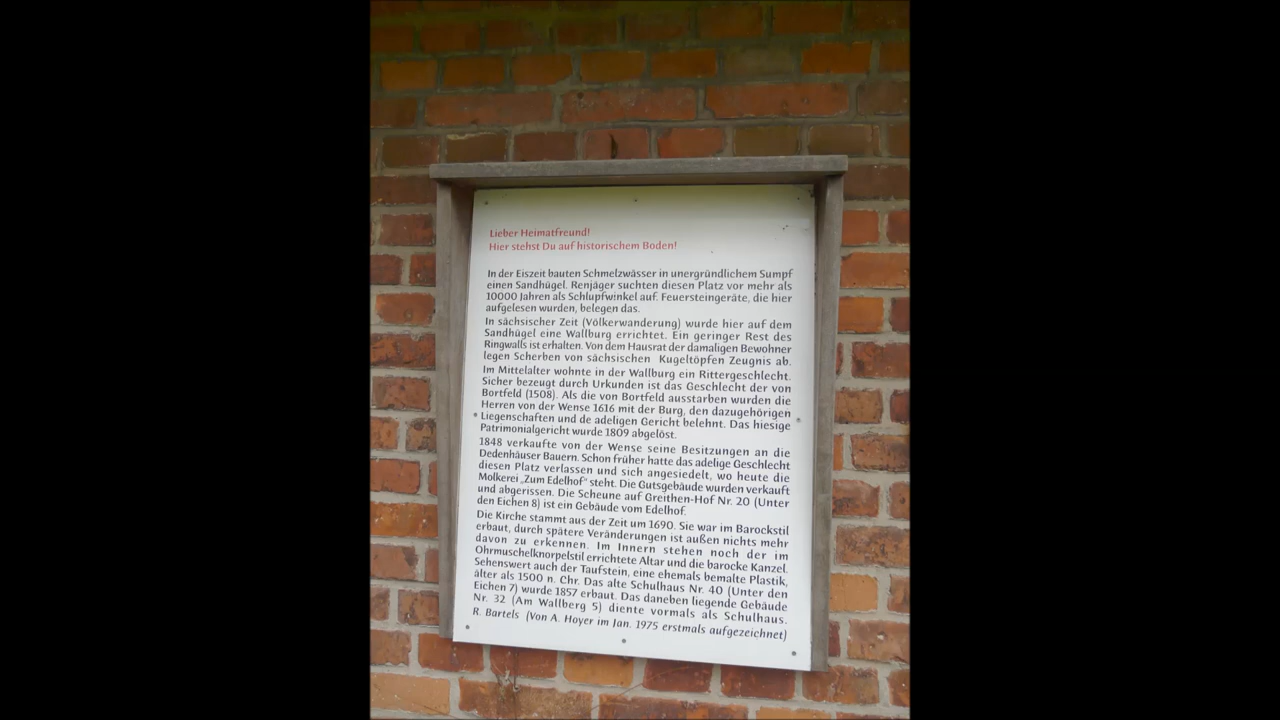 Lieber Heimatfreund!
Hier stehst Du auf historischem Boden!
In der Eiszeit bauten Schmelzwässer in unergründlichem Sumpf
einen Sandhügel. Renjäger suchten diesen Platz vor mehr als
10000 Jahren als Schlupfwinkel auf. Feuersteingeräte, die hier
aufgelesen wurden, belegen das.
In sächsischer Zeit (Völkerwanderung) wurde hier auf dem
Sandhügel eine Wallburg errichtet. Ein geringer Rest des
Ringwalls ist erhalten. Von dem Hausrat der damaligen Bewohner
legen Scherben von sächsischen Kugeltöpfen Zeugnis ab.
Im Mittelalter wohnte in der Wallburg ein Rittergeschlecht.
Sicher bezeugt durch Urkunden ist das Geschlecht der von
Bortfeld (1508). Als die von Bortfeld ausstarben wurden die
Herren von der Wense 1616 mit der Burg, den dazugehörigen
Liegenschaften und de adeligen Gericht belehnt. Das hiesige
Patrimonialgericht wurde 1809 abgelöst.
1848 verkaufte von der Wense seine Besitzungen an die
Dedenhäuser Bauern. Schon früher hatte das adelige Geschlecht
diesen Platz verlassen und sich angesiedelt, wo heute die
Molkerei „Zum Edelhof" steht. Die Gutsgebäude wurden verkauft
und abgerissen. Die Scheune auf Greithen-Hof Nr. 20 (Unter
den Eichen 8) ist ein Gebäude vom Edelhof.
Die Kirche stammt aus der Zeit um 1690. Sie war im Barockstil
erbaut, durch spätere Veränderungen ist außen nichts mehr
davon zu erkennen. Im Innern stehen noch der im
Ohrmuschelknorpelstil errichtete Altar und die barocke Kanzel.
Sehenswert auch der Taufstein, eine ehemals bemalte Plastik,
älter als 1500 n. Chr. Das alte Schulhaus Nr. 40 (Unter den
Eichen 7) wurde 1857 erbaut. Das daneben liegende Gebäude
Nr. 32 (Am Wallberg 5) diente vormals als Schulhaus.
R. Bartels (Von A. Hoyer im Jan. 1975 erstmals aufgezeichnet)